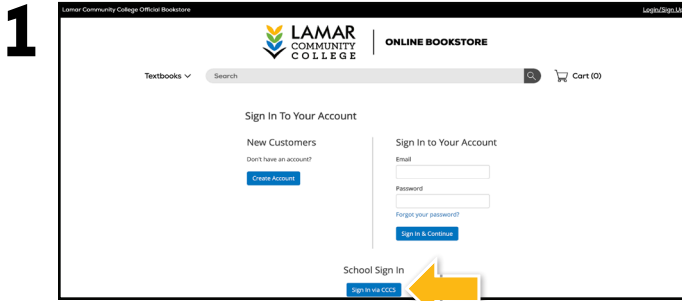 1
Lamar Community College Official Bookstore
Login/Sign Up
LAMAR
COMMUNITY
COLLEGE
ONLINE BOOKSTORE
Textbooks
Search
Cart (0)
Sign In To Your Account
New Customers
Don't have an account?
Create Account
Sign In to Your Account
Email
Password
Forgot your password?
Sign In & Continue
School Sign In
Sign In via CCCS